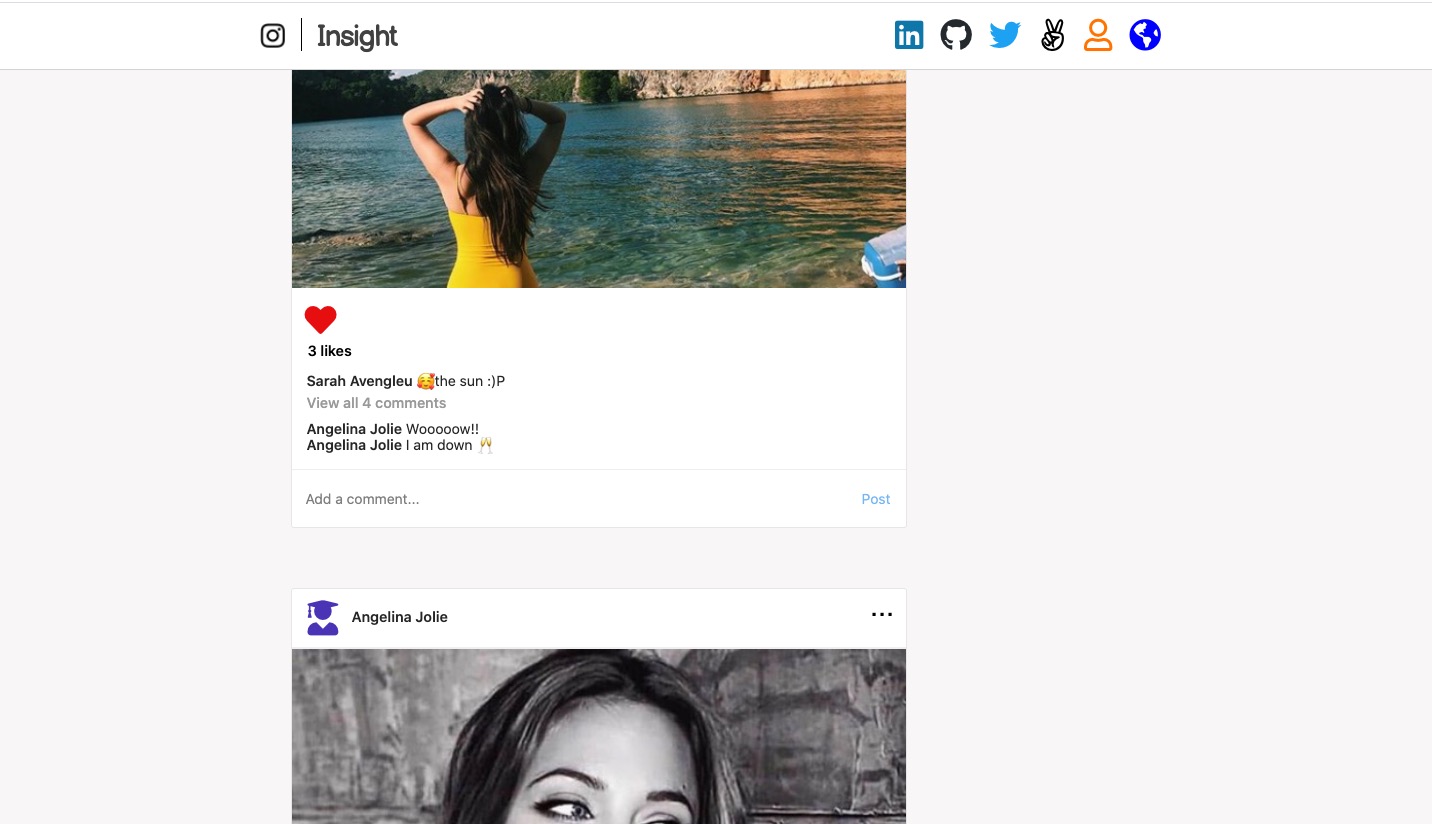 Insight
3 likes
Sarah Avengleu 🥰the sun :)P
View all 4 comments
Angelina Jolie Wooooow!!
Angelina Jolie I am down 🥂
Add a comment... Post
Angelina Jolie